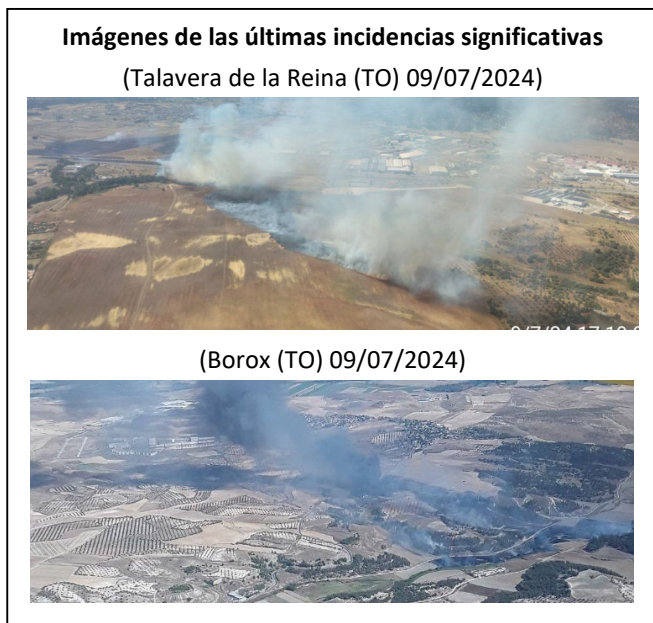 Imágenes de las últimas incidencias significativas
(Talavera de la Reina (TO) 09/07/2024)
(Borox (TO) 09/07/2024)